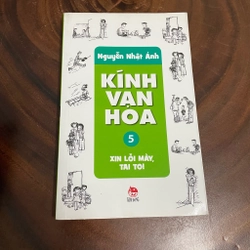 Nguyễn Nhật Ánh
KÍNH
VẠN
HOA
5
XIN LỖI MÀY,
TAI TO!